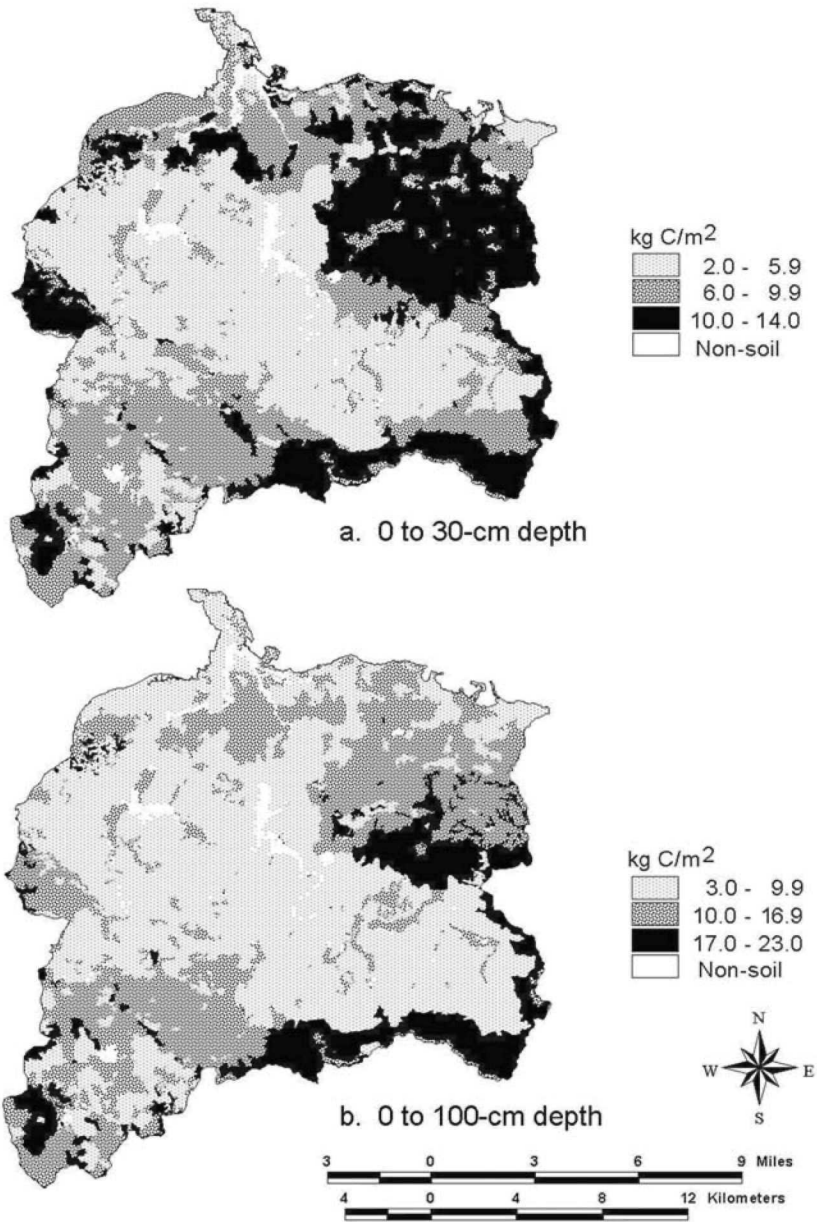 kg C/m2
2.0 - 5.9
6.0 - 9.9
10.0 - 14.0
Non-soil
a. 0 to 30-cm depth
kg C/m2
3.0 - 9.9
10.0 - 16.9
17.0 - 23.0
Non-soil
N
W E
S
b. 0 to 100-cm depth
3 0 3 6 9 Miles
4 0 4 8 12 Kilometers